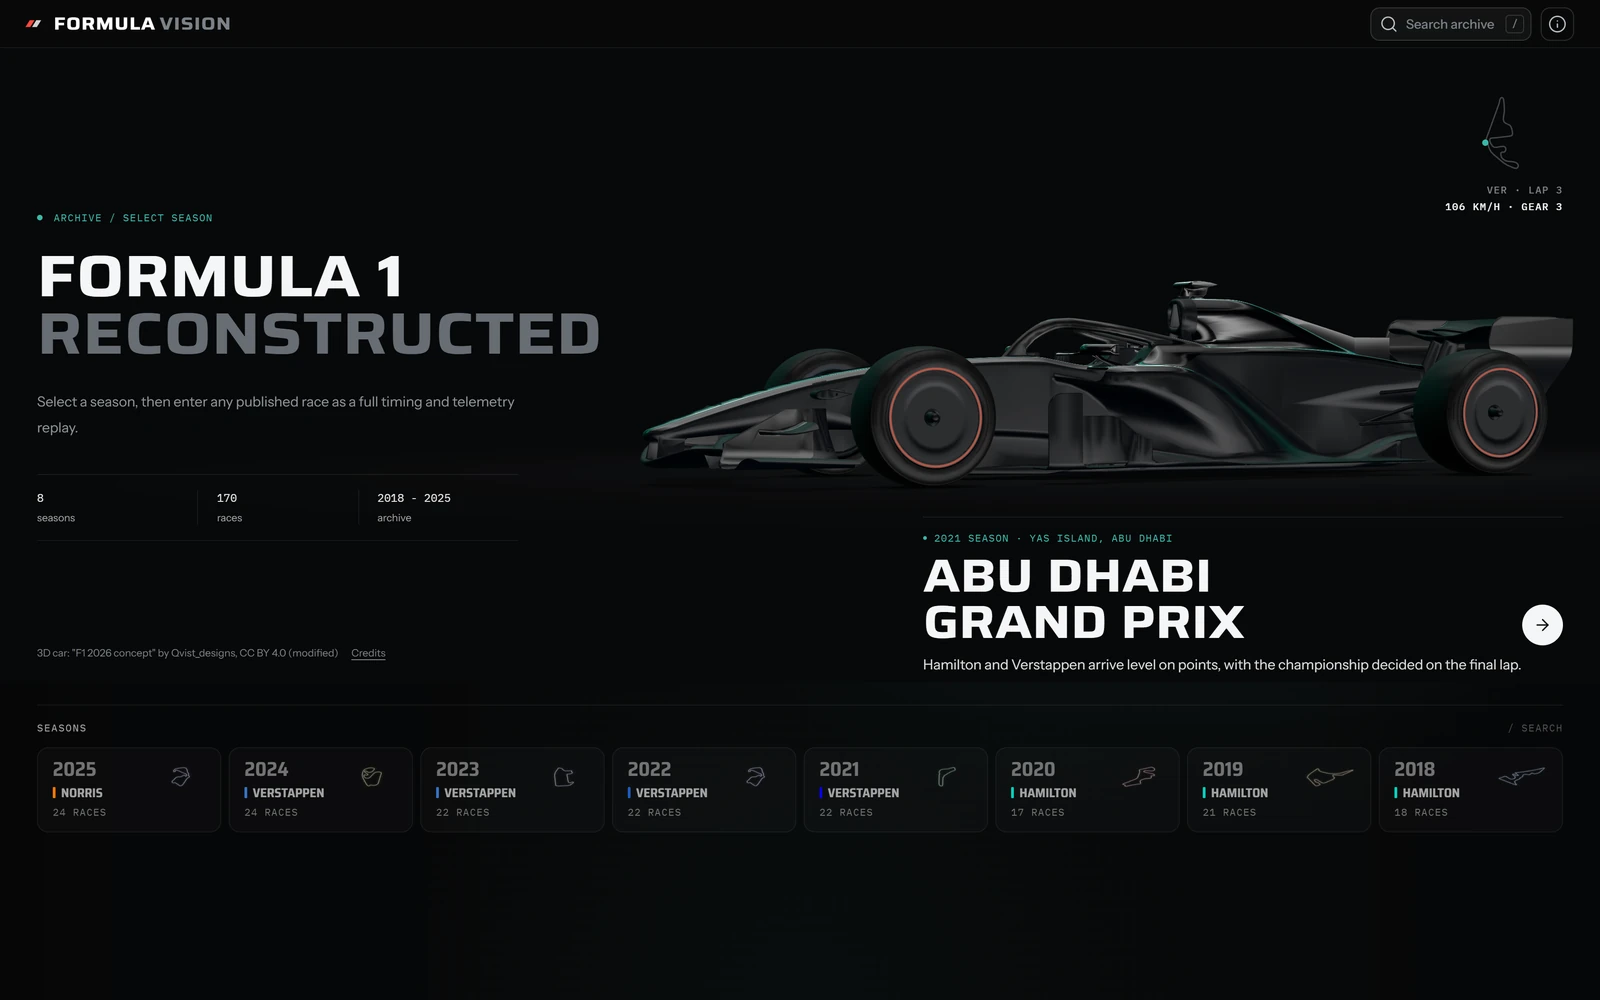 FORMULA VISION
Search archive /
VER · LAP 3
106 KM/H · GEAR 3
ARCHIVE / SELECT SEASON
FORMULA 1
RECONSTRUCTED
Select a season, then enter any published race as a full timing and telemetry
replay.
8
seasons
170
races
2018 - 2025
archive
3D car: "F1 2026 concept" by Qvist_designs, CC BY 4.0 (modified) Credits
• 2021 SEASON · YAS ISLAND, ABU DHABI
ABU DHABI
GRAND PRIX
Hamilton and Verstappen arrive level on points, with the championship decided on the final lap.
SEASONS
/ SEARCH
2025
NORRIS
24 RACES
2024
VERSTAPPEN
24 RACES
2023
VERSTAPPEN
22 RACES
2022
VERSTAPPEN
22 RACES
2021
VERSTAPPEN
22 RACES
2020
HAMILTON
17 RACES
2019
HAMILTON
21 RACES
2018
HAMILTON
18 RACES